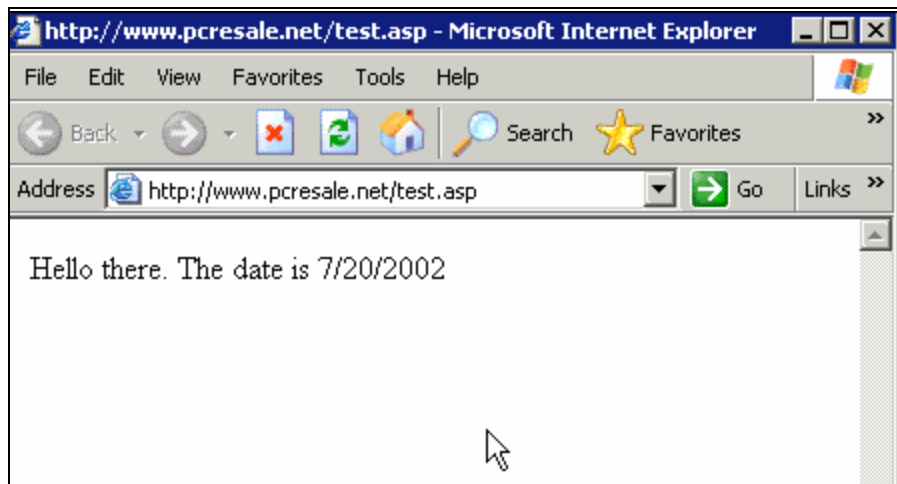 http://www.pcresale.net/test.asp - Microsoft Internet Explorer
File Edit View Favorites Tools Help
Back Search Favorites »
Address http://www.pcresale.net/test.asp Go Links »
Hello there. The date is 7/20/2002